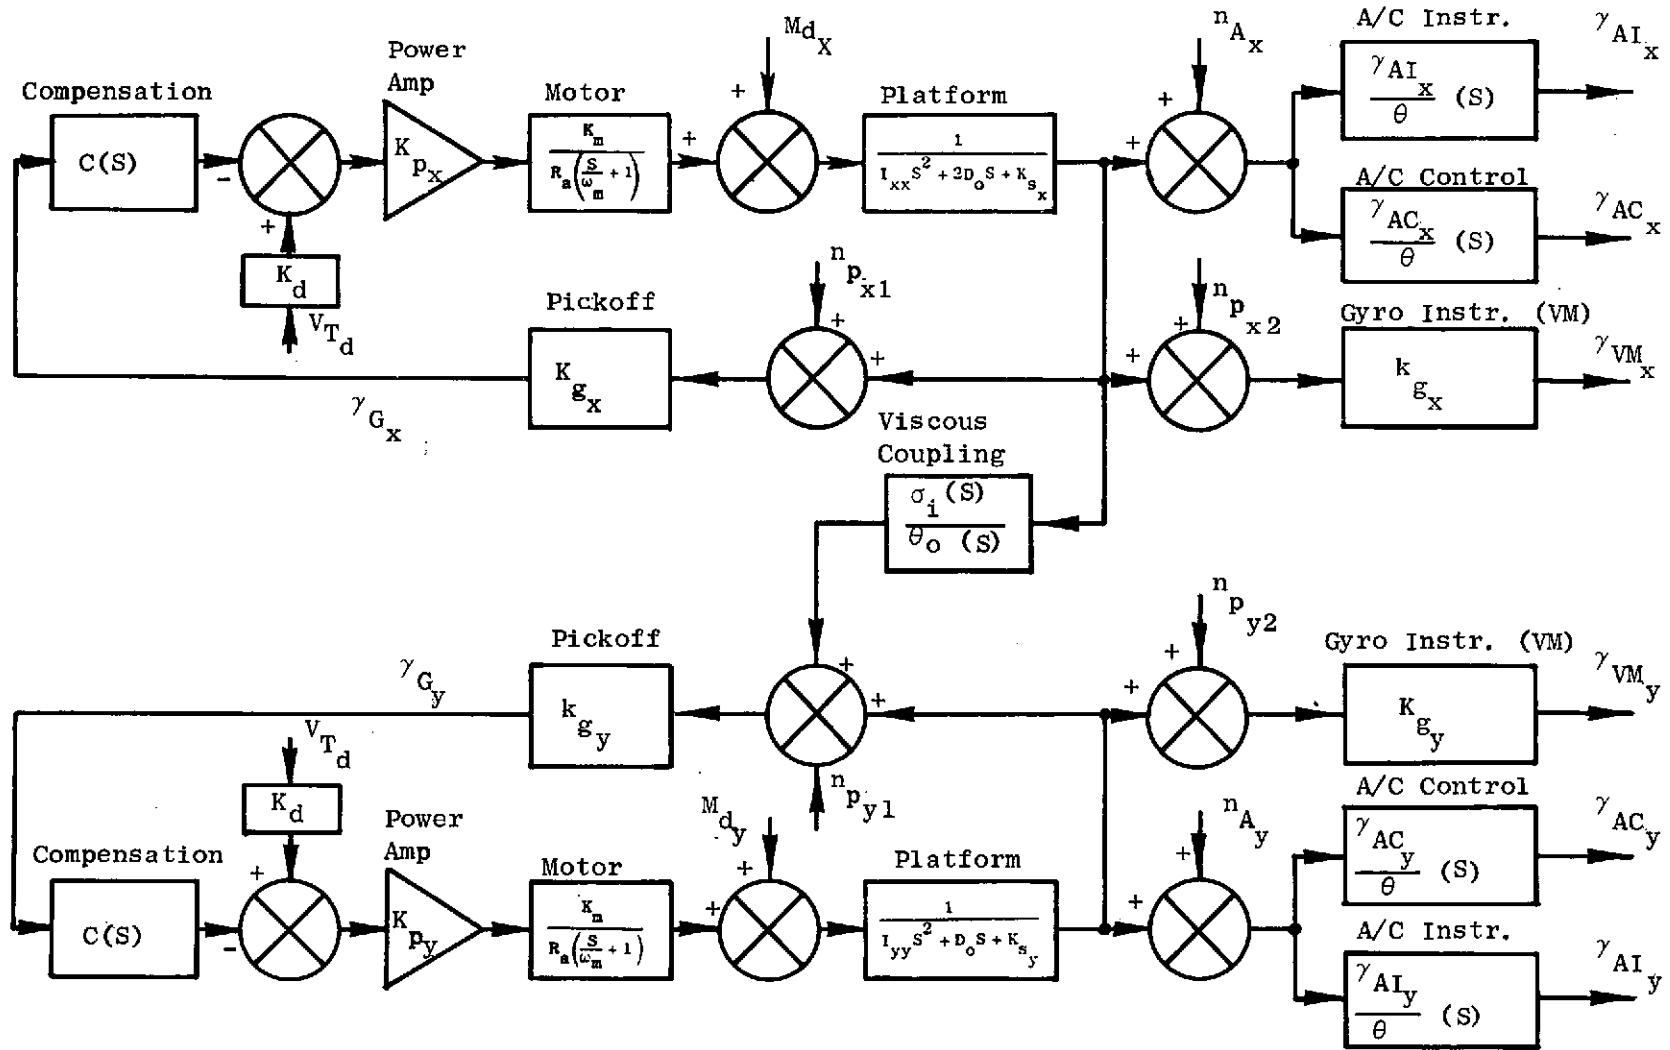 M_d_X
n_A_x
A/C Instr.
γ_AI_x
Power
Amp
Compensation
Motor
Platform
γ_AI_x / θ (S)
C(S)
K_p_x
K_m / R_a(S/ω_m + 1)
1 / I_xx S² + 2D_o S + K_s_x
+
+
+
+
-
+
A/C Control
γ_AC_x / θ (S)
γ_AC_x
K_d
V_T_d
Pickoff
n_p_x1
n_p_x2
Gyro Instr. (VM)
K_g_x
+
+
+
+
k_g_x
γ_VM_x
γ_G_x
Viscous
Coupling
σ_i (S) / θ_o (S)
n_p_y2
Pickoff
Gyro Instr. (VM)
γ_G_y
k_g_y
+
+
+
+
K_g_y
γ_VM_y
V_T_d
K_d
n_p_y1
M_d_y
n_A_y
A/C Control
γ_AC_y / θ (S)
γ_AC_y
Power
Amp
Compensation
Motor
Platform
C(S)
+
-
K_p_y
K_m / R_a(S/ω_m + 1)
+
+
1 / I_yy S² + D_o S + K_s_y
+
+
A/C Instr.
γ_AI_y / θ (S)
γ_AI_y